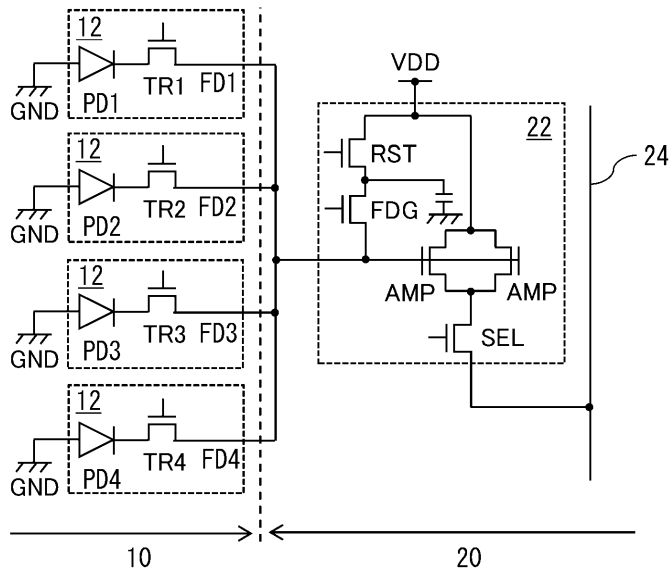 12
TR1
FD1
PD1
GND
12
TR2
FD2
PD2
GND
12
TR3
FD3
PD3
GND
12
TR4
FD4
PD4
GND
VDD
22
RST
FDG
AMP
AMP
SEL
24
10
20